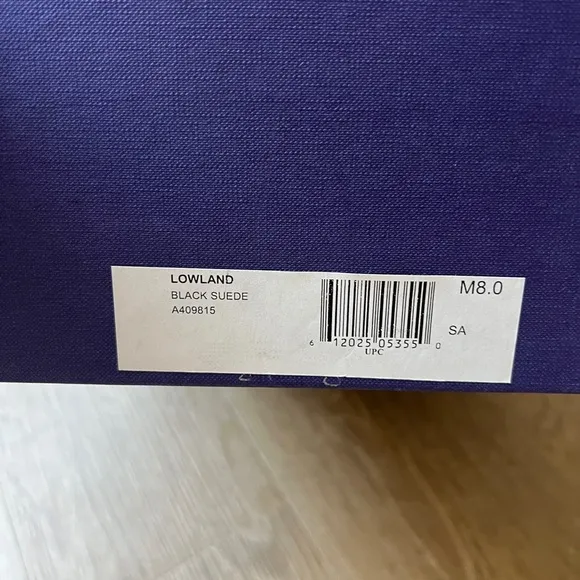 LOWLAND
BLACK SUEDE
A409815
M8.0
SA
6 12025 05355 0
UPC